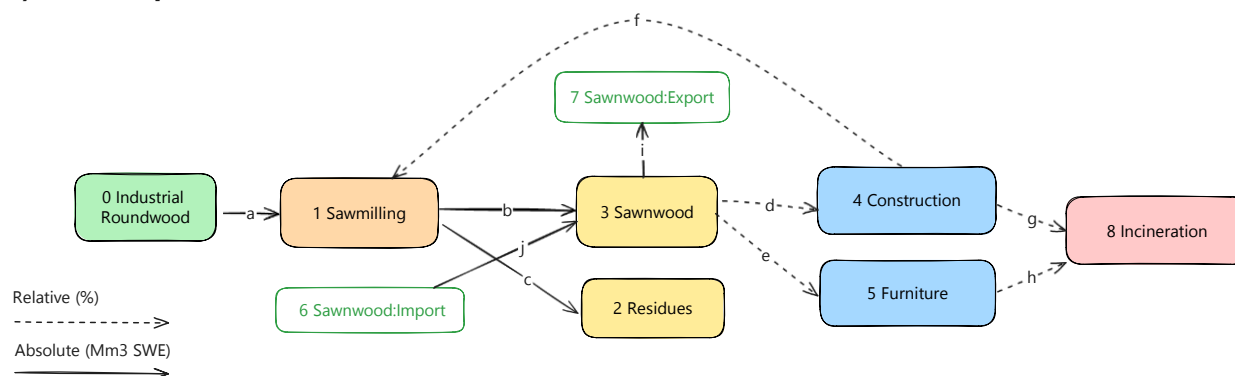 f
7 Sawnwood:Export
i
0 Industrial
Roundwood
a
1 Sawmilling
b
3 Sawnwood
d
4 Construction
g
8 Incineration
j
e
c
h
6 Sawnwood:Import
2 Residues
5 Furniture
Relative (%)
Absolute (Mm3 SWE)